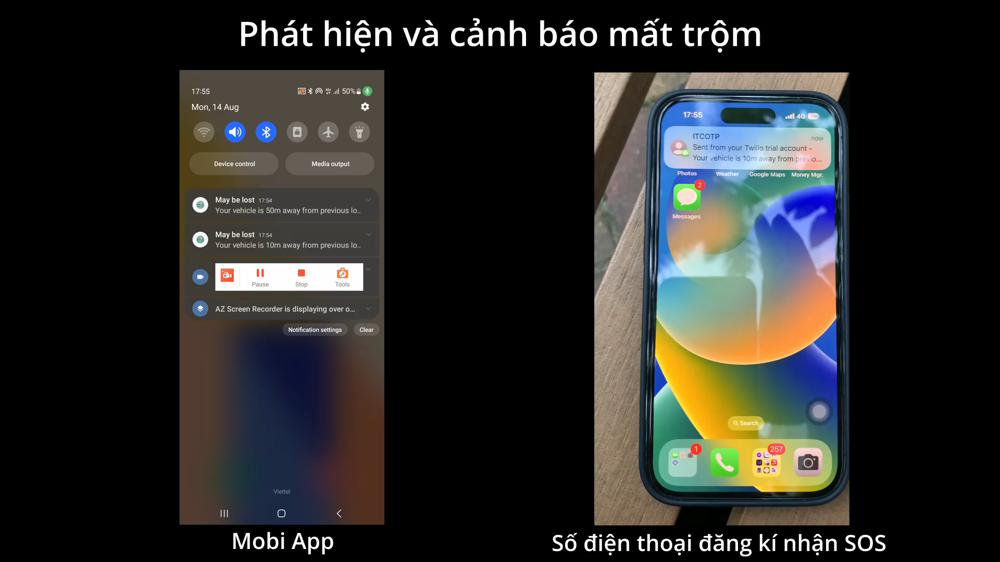 Phát hiện và cảnh báo mất trộm
17:55
50%
Mon, 14 Aug
Device control
Media output
May be lost 17:54
Your vehicle is 50m away from previous lo..
May be lost 17:54
Your vehicle is 10m away from previous lo..
Pause
Stop
Tools
AZ Screen Recorder is displaying over o...
Notification settings
Clear
Viettel
Mobi App
17:55
4G
76
ITCOTP
now
Sent from your Twilio trial account -
Your vehicle is 10m away from previo...
Photos
Weather
Google Maps
Money Mgr.
2
Messages
Search
1
257
Số điện thoại đăng kí nhận SOS